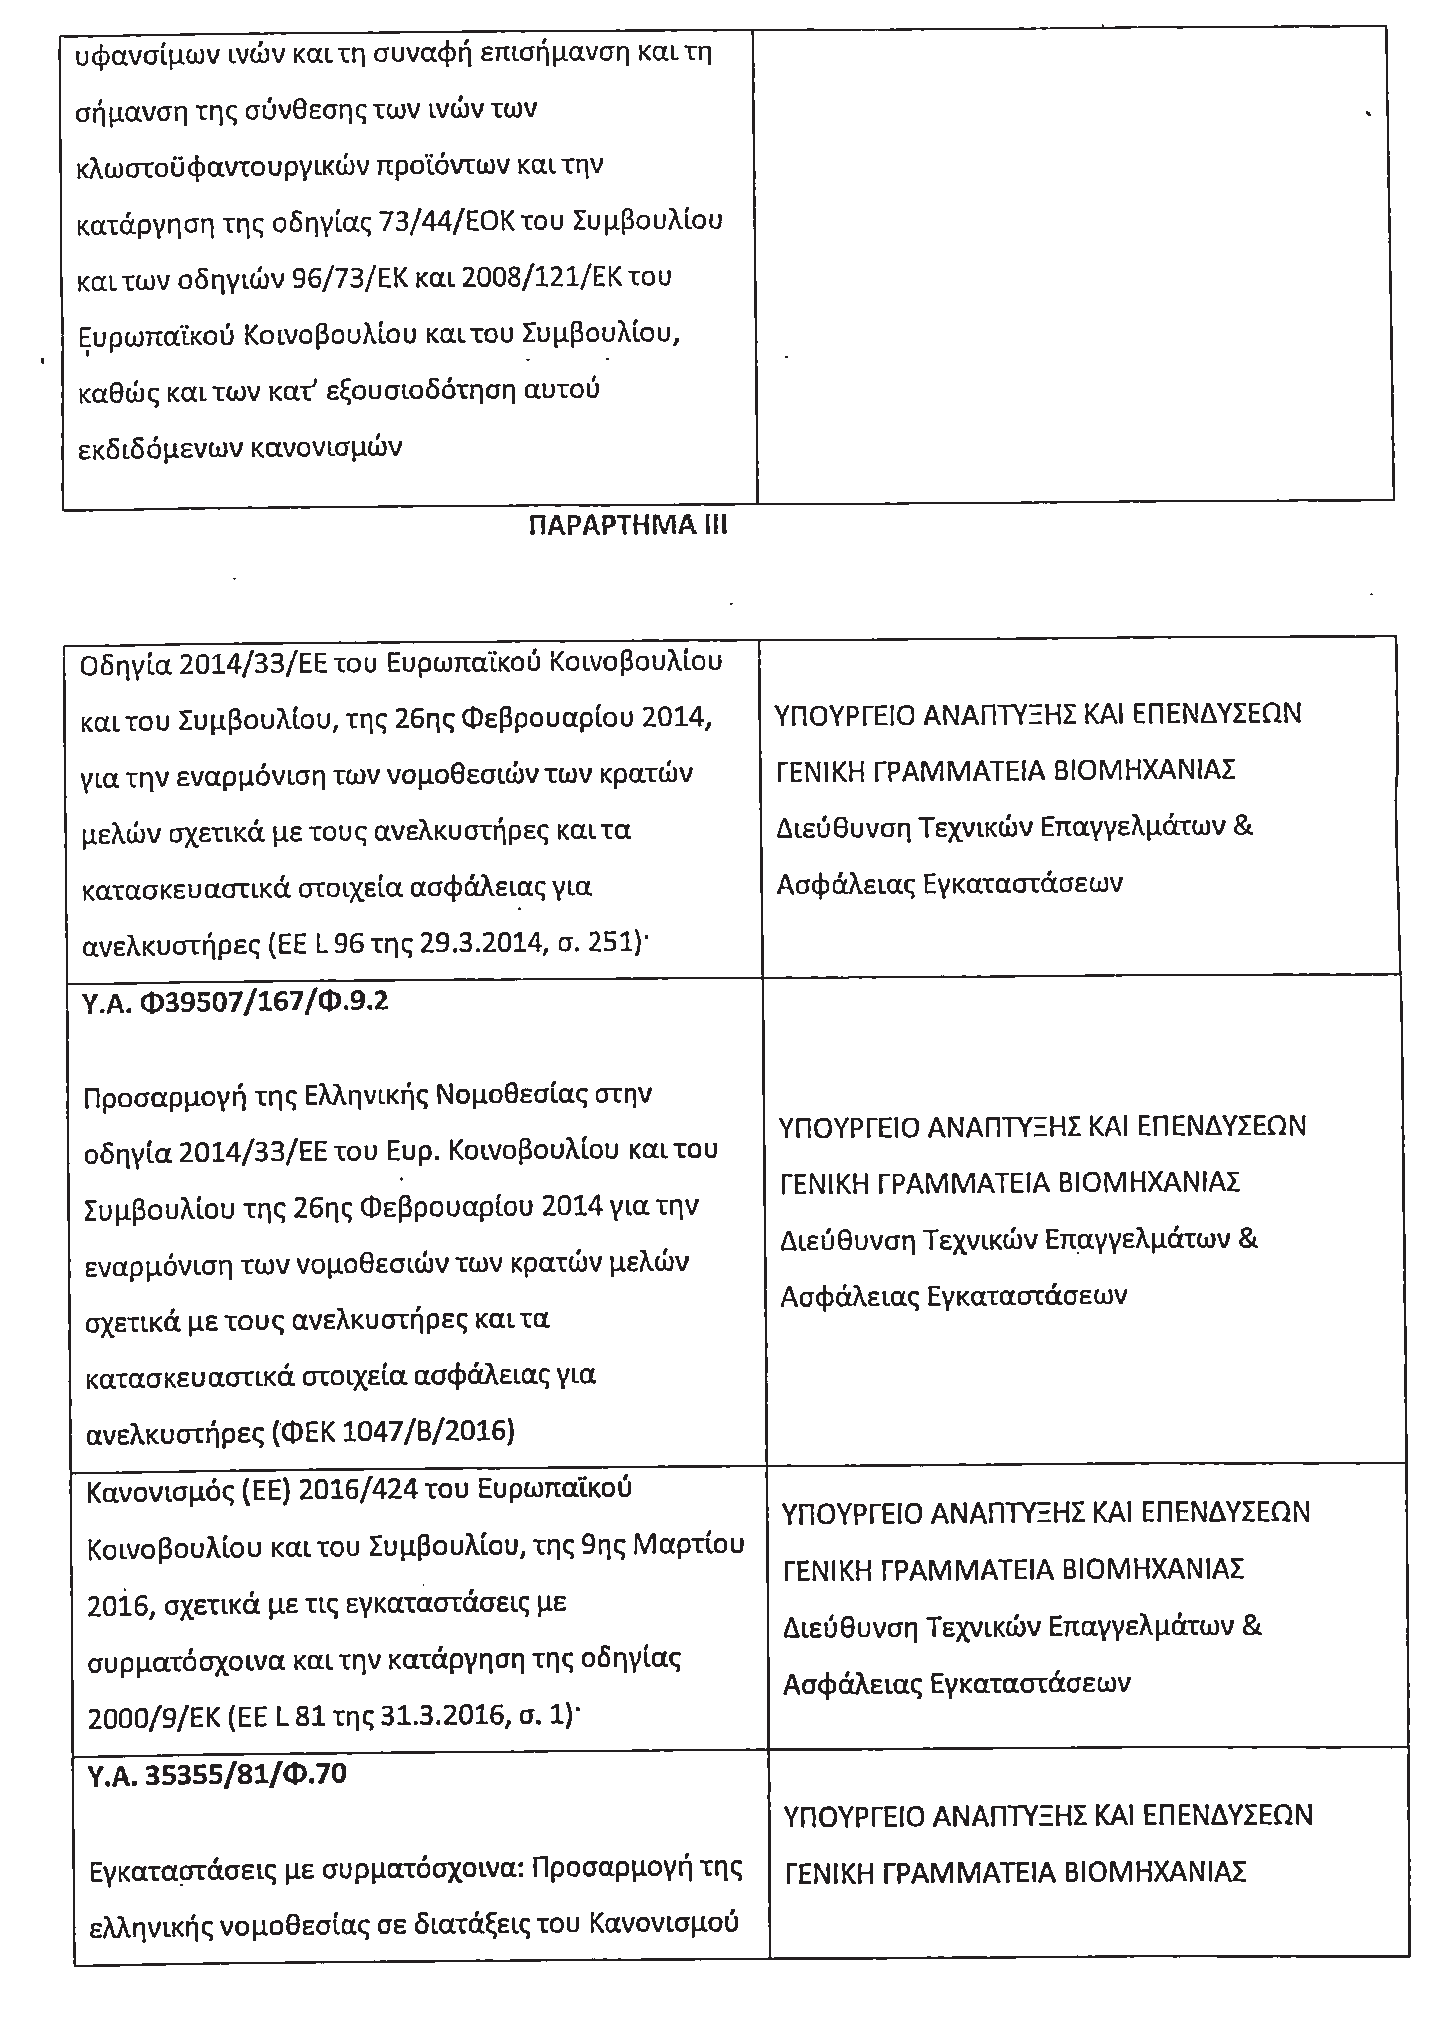 υφανσίμων ινών και τη συναφή επισήμανση και τη
σήμανση της σύνθεσης των ινών των
κλωστοϋφαντουργικών προϊόντων και την
κατάργηση της οδηγίας 73/44/ΕΟΚ του Συμβουλίου
και των οδηγιών 96/73/ΕΚ και 2008/121/ΕΚ του
Ευρωπαϊκού Κοινοβουλίου και του Συμβουλίου,
καθώς και των κατ’ εξουσιοδότηση αυτού
εκδιδόμενων κανονισμών
ΠΑΡΑΡΤΗΜΑ ΙΙΙ
Οδηγία 2014/33/ΕΕ του Ευρωπαϊκού Κοινοβουλίου
και του Συμβουλίου, της 26ης Φεβρουαρίου 2014,
για την εναρμόνιση των νομοθεσιών των κρατών
μελών σχετικά με τους ανελκυστήρες και τα
κατασκευαστικά στοιχεία ασφάλειας για
ανελκυστήρες (ΕΕ L 96 της 29.3.2014, σ. 251)·
ΥΠΟΥΡΓΕΙΟ ΑΝΑΠΤΥΞΗΣ ΚΑΙ ΕΠΕΝΔΥΣΕΩΝ
ΓΕΝΙΚΗ ΓΡΑΜΜΑΤΕΙΑ ΒΙΟΜΗΧΑΝΙΑΣ
Διεύθυνση Τεχνικών Επαγγελμάτων &
Ασφάλειας Εγκαταστάσεων
Υ.Α. Φ39507/167/Φ.9.2
Προσαρμογή της Ελληνικής Νομοθεσίας στην
οδηγία 2014/33/ΕΕ του Ευρ. Κοινοβουλίου και του
Συμβουλίου της 26ης Φεβρουαρίου 2014 για την
εναρμόνιση των νομοθεσιών των κρατών μελών
σχετικά με τους ανελκυστήρες και τα
κατασκευαστικά στοιχεία ασφάλειας για
ανελκυστήρες (ΦΕΚ 1047/Β/2016)
ΥΠΟΥΡΓΕΙΟ ΑΝΑΠΤΥΞΗΣ ΚΑΙ ΕΠΕΝΔΥΣΕΩΝ
ΓΕΝΙΚΗ ΓΡΑΜΜΑΤΕΙΑ ΒΙΟΜΗΧΑΝΙΑΣ
Διεύθυνση Τεχνικών Επαγγελμάτων &
Ασφάλειας Εγκαταστάσεων
Κανονισμός (ΕΕ) 2016/424 του Ευρωπαϊκού
Κοινοβουλίου και του Συμβουλίου, της 9ης Μαρτίου
2016, σχετικά με τις εγκαταστάσεις με
συρματόσχοινα και την κατάργηση της οδηγίας
2000/9/ΕΚ (ΕΕ L 81 της 31.3.2016, σ. 1)·
ΥΠΟΥΡΓΕΙΟ ΑΝΑΠΤΥΞΗΣ ΚΑΙ ΕΠΕΝΔΥΣΕΩΝ
ΓΕΝΙΚΗ ΓΡΑΜΜΑΤΕΙΑ ΒΙΟΜΗΧΑΝΙΑΣ
Διεύθυνση Τεχνικών Επαγγελμάτων &
Ασφάλειας Εγκαταστάσεων
Υ.Α. 35355/81/Φ.70
Εγκαταστάσεις με συρματόσχοινα: Προσαρμογή της
ελληνικής νομοθεσίας σε διατάξεις του Κανονισμού
ΥΠΟΥΡΓΕΙΟ ΑΝΑΠΤΥΞΗΣ ΚΑΙ ΕΠΕΝΔΥΣΕΩΝ
ΓΕΝΙΚΗ ΓΡΑΜΜΑΤΕΙΑ ΒΙΟΜΗΧΑΝΙΑΣ